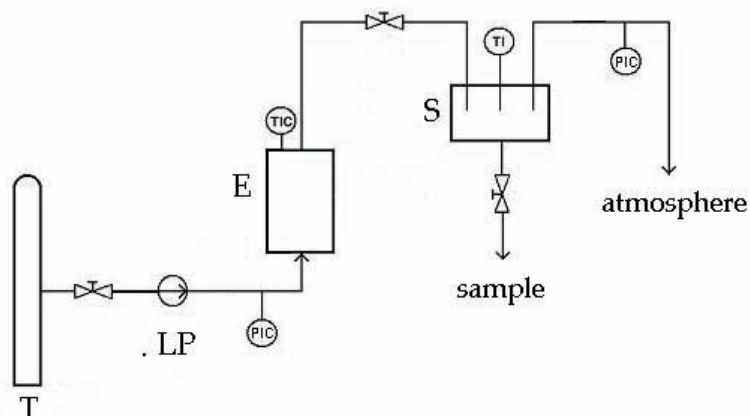 TI
PIC
S
TIC
E
atmosphere
sample
. LP
PIC
T